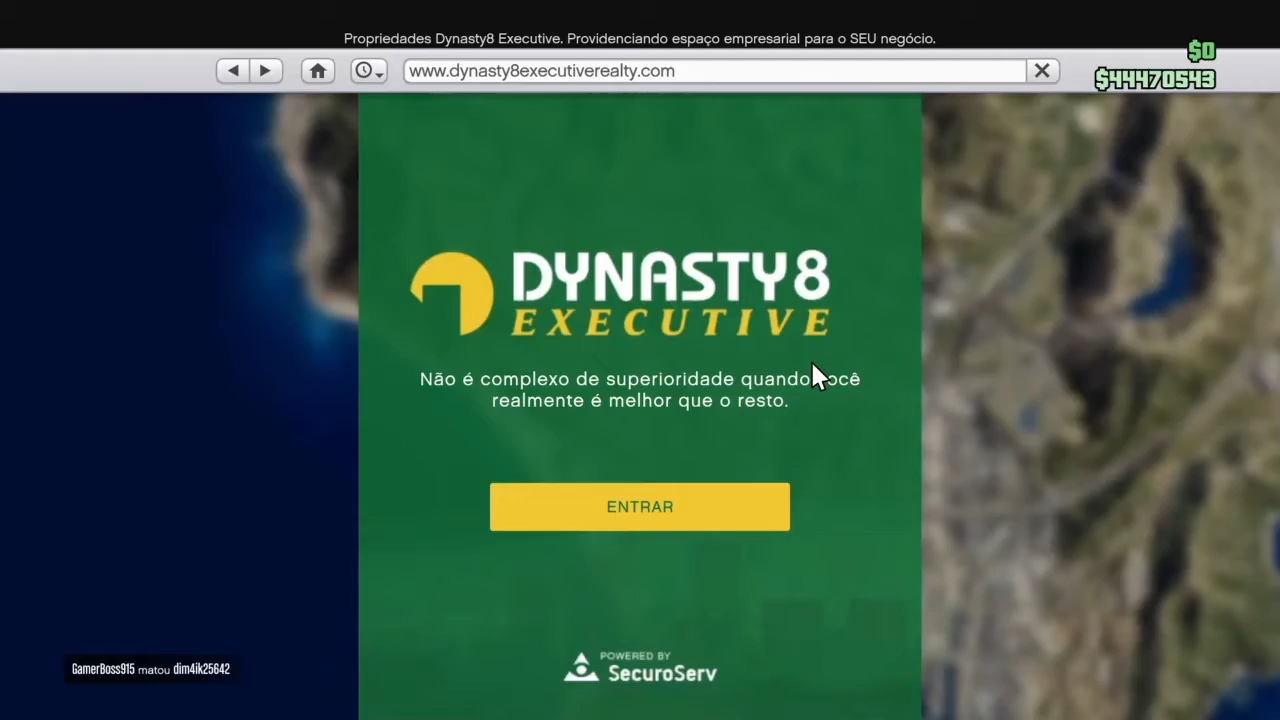 Propriedades Dynasty8 Executive. Providenciando espaço empresarial para o SEU negócio.
$0
www.dynasty8executiverealty.com
$44470543
DYNASTY8
EXECUTIVE
Não é complexo de superioridade quando você
realmente é melhor que o resto.
ENTRAR
POWERED BY
SecuroServ
GamerBoss915 matou dim4ik25642